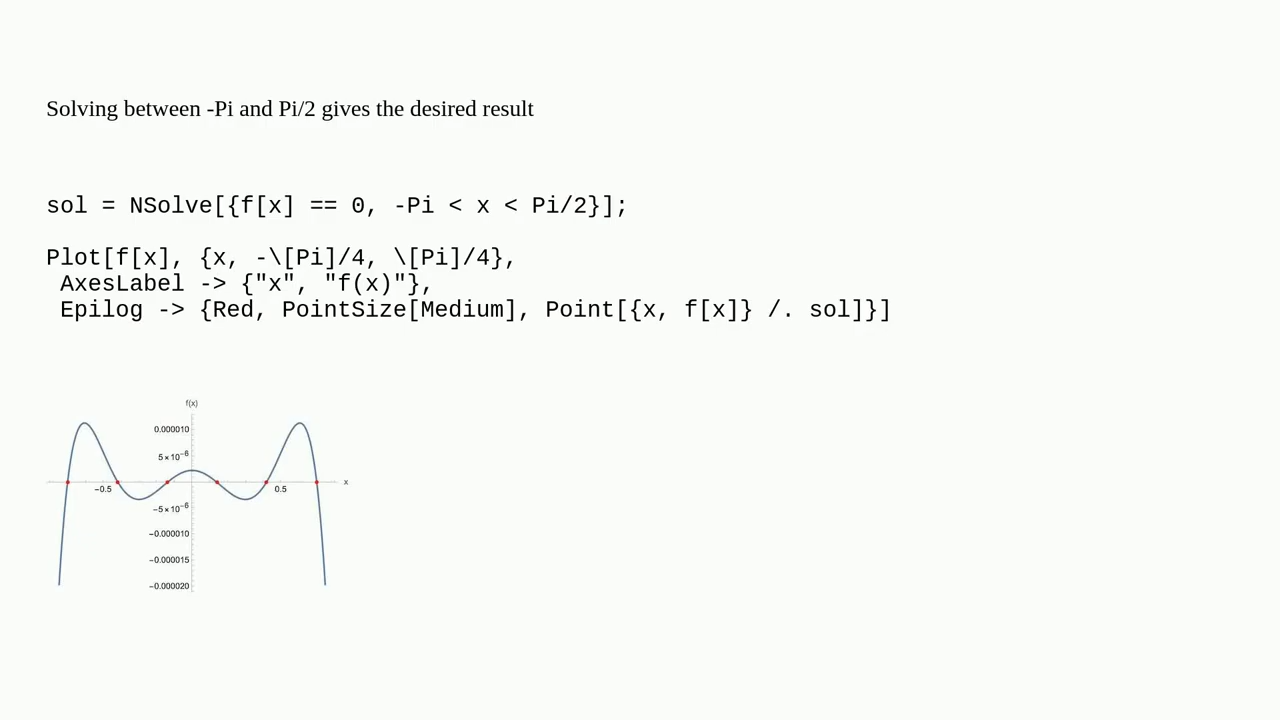 Solving between -Pi and Pi/2 gives the desired result
sol = NSolve[{f[x] == 0, -Pi < x < Pi/2}];
Plot[f[x], {x, -\[Pi]/4, \[Pi]/4},
 AxesLabel -> {"x", "f(x)"},
 Epilog -> {Red, PointSize[Medium], Point[{x, f[x]} /. sol]}]
f(x)
0.000010
5×10⁻⁶
−0.5 0.5 x
−5×10⁻⁶
−0.000010
−0.000015
−0.000020